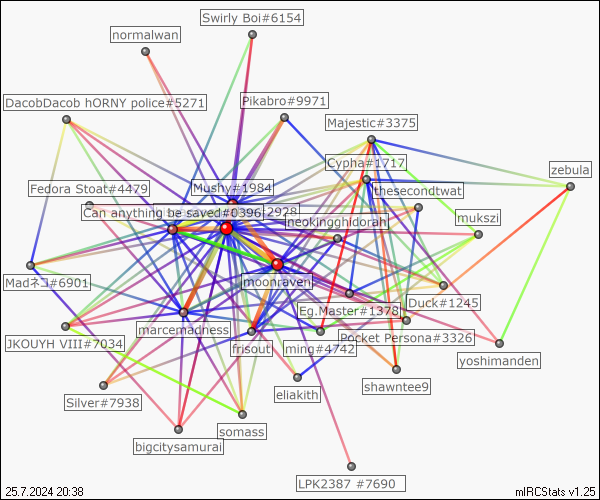 Swirly Boi#6154
normalwan
DacobDacob hORNY police#5271
Pikabro#9971
Majestic#3375
Cypha#1717
zebula
Fedora Stoat#4479
Mushy#1984
thesecondtwat
Can anything be saved#0396
2928
neokingghidorah
mukszi
Madネコ#6901
moonraven
Duck#1245
Eg.Master#1378
marcemadness
JKOUYH VIII#7034
frisout
ming#4742
Pocket Persona#3326
yoshimanden
shawntee9
eliakith
Silver#7938
somass
bigcitysamurai
LPK2387 #7690
25.7.2024 20:38
mIRCStats v1.25